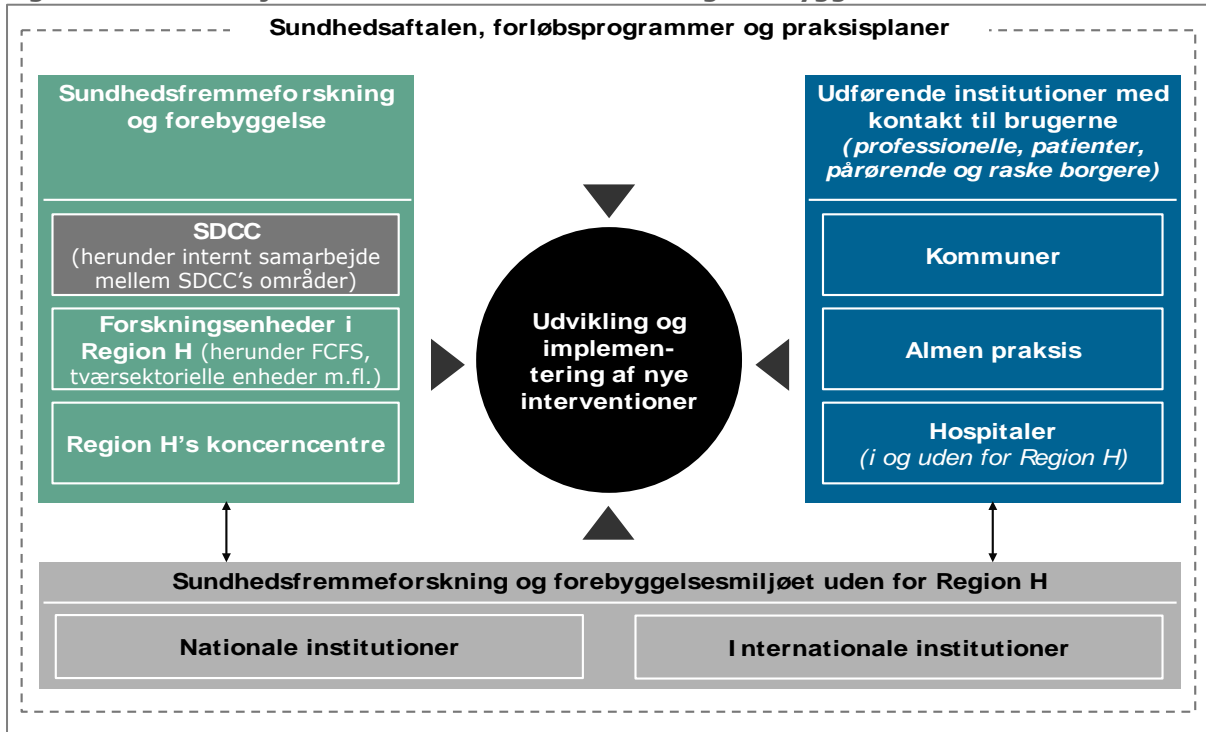 Sundhedsaftalen, forløbsprogrammer og praksisplaner
Sundhedsfremmeforskning
og forebyggelse
SDCC
(herunder internt samarbejde
mellem SDCC's områder)
Forskningsenheder i
Region H (herunder FCFS,
tværsektorielle enheder m.fl.)
Region H's koncerncentre
Udvikling og
implemen-
tering af nye
interventioner
Udførende institutioner med
kontakt til brugerne
(professionelle, patienter,
pårørende og raske borgere)
Kommuner
Almen praksis
Hospitaler
(i og uden for Region H)
Sundhedsfremmeforskning og forebyggelsesmiljøet uden for Region H
Nationale institutioner
Internationale institutioner